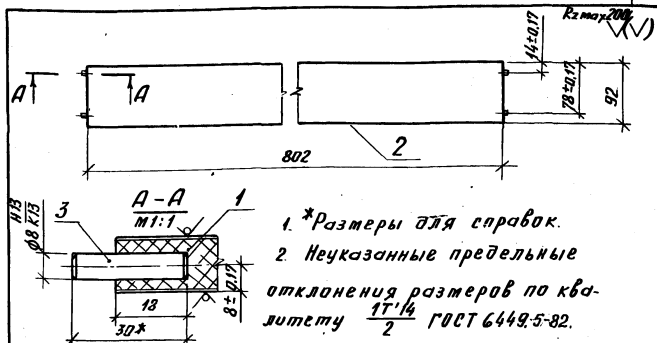 Rz max 200
√(√)
14±0,17
78±0,17
92
A
A
802
2
A-A
М1:1
1
3
⌀8 H13/K13
18
30*
8±0,17
1. *Размеры для справок.
2. Неуказанные предельные
отклонения размеров по ква-
литету IT14/2 ГОСТ 6449.5-82.